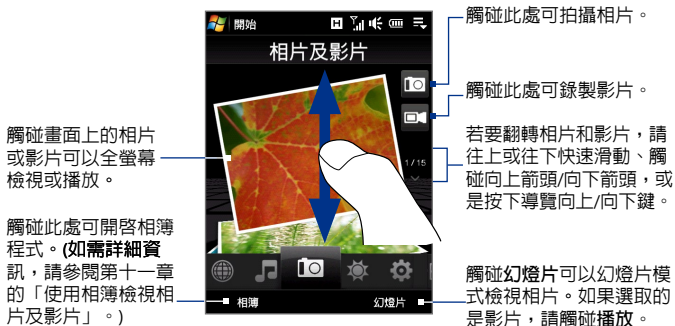 開始
相片及影片
1/15
相簿
幻燈片
觸碰畫面上的相片
或影片可以全螢幕
檢視或播放。
觸碰此處可開啟相簿
程式。(如需詳細資
訊，請參閱第十一章
的「使用相簿檢視相
片及影片」。)
觸碰此處可拍攝相片。
觸碰此處可錄製影片。
若要翻轉相片和影片，請
往上或往下快速滑動、觸
碰向上箭頭/向下箭頭，或
是按下導覽向上/向下鍵。
觸碰幻燈片可以幻燈片模
式檢視相片。如果選取的
是影片，請觸碰播放。